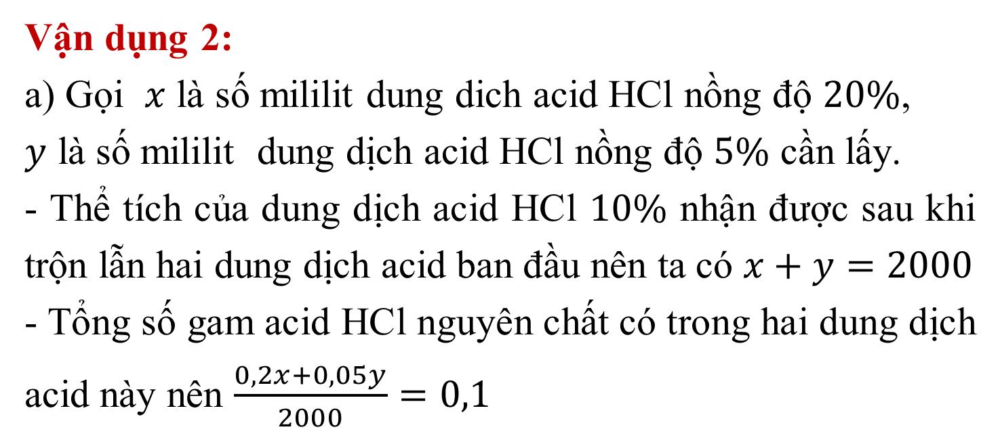 Vận dụng 2:
a) Gọi x là số mililit dung dich acid HCl nồng độ 20%,
y là số mililit dung dịch acid HCl nồng độ 5% cần lấy.
- Thể tích của dung dịch acid HCl 10% nhận được sau khi
trộn lẫn hai dung dịch acid ban đầu nên ta có x + y = 2000
- Tổng số gam acid HCl nguyên chất có trong hai dung dịch
acid này nên \frac{0,2x+0,05y}{2000} = 0,1